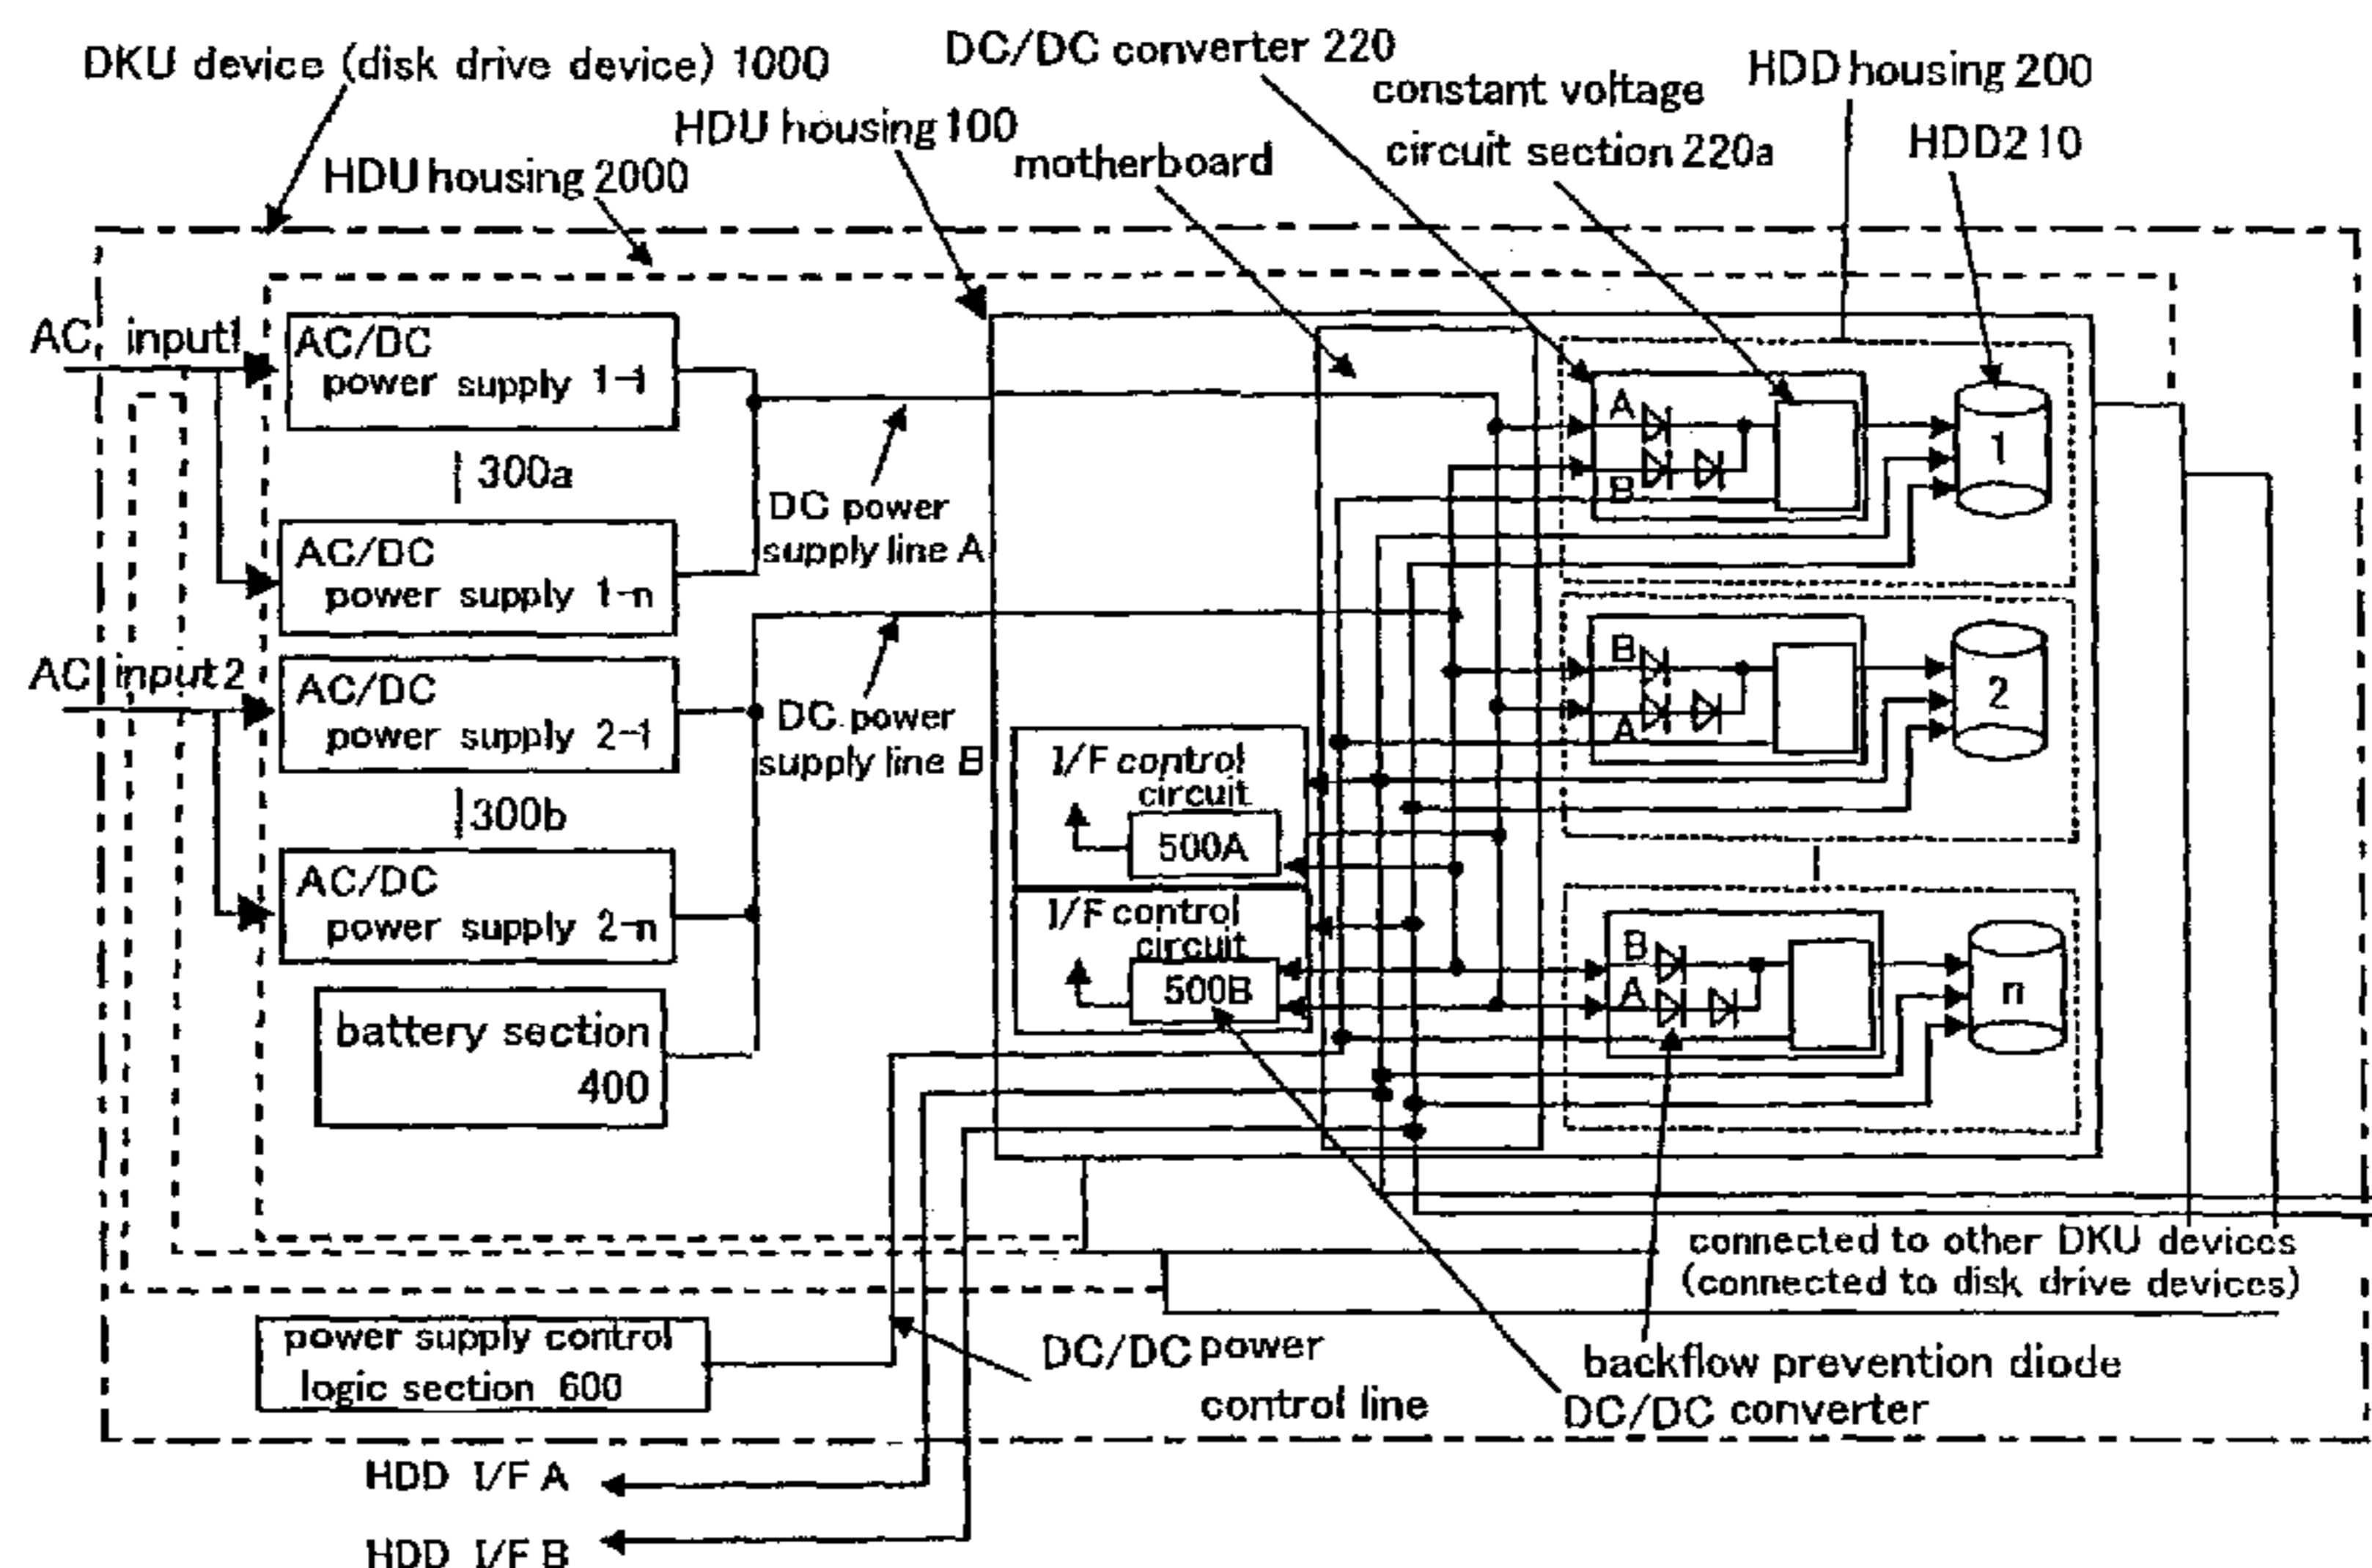 DKU device (disk drive device) 1000
DC/DC converter 220
HDD housing 200
constant voltage
circuit section 220a
HDU housing 100
motherboard
HDD210
HDU housing 2000
AC input1
AC/DC
power supply 1-1
300a
AC/DC
power supply 1-n
DC power
supply line A
AC input2
AC/DC
power supply 2-1
300b
AC/DC
power supply 2-n
DC power
supply line B
battery section
400
I/F control
circuit
500A
I/F control
circuit
500B
A
B
1
B
A
2
B
A
n
connected to other DKU devices
(connected to disk drive devices)
power supply control
logic section 600
DC/DC power
control line
backflow prevention diode
DC/DC converter
HDD I/F A
HDD I/F B